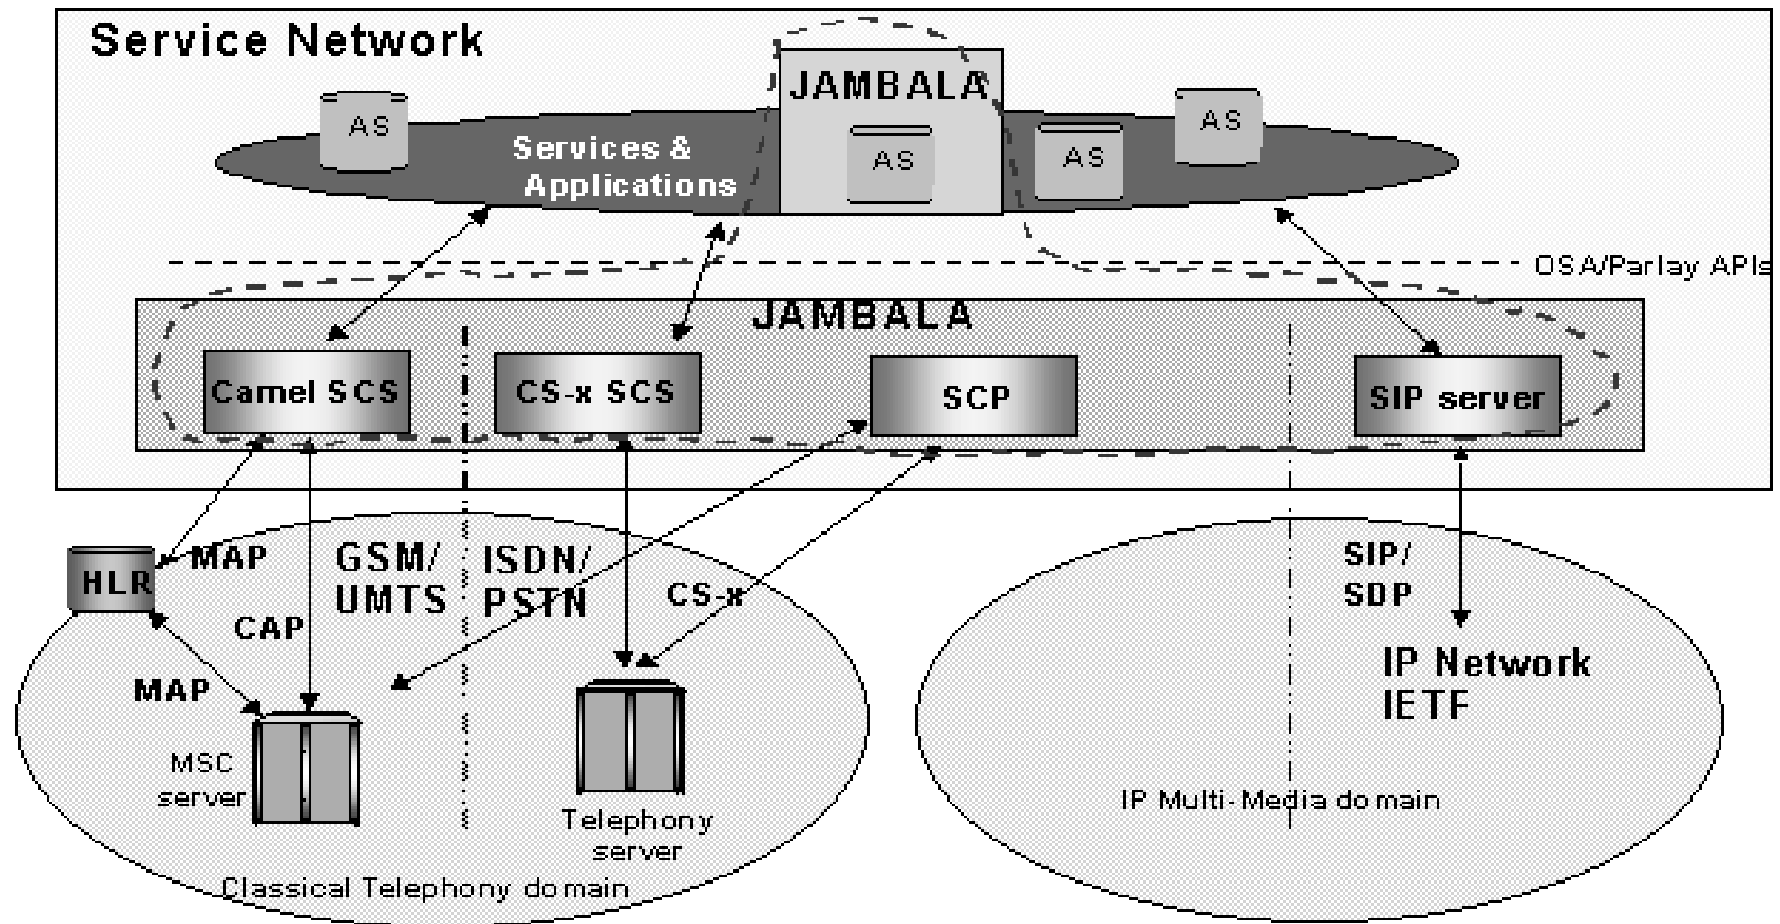 Service Network
JAMBALA
AS
AS
AS
AS
Services &
Applications
OSA/Parlay APIs
JAMBALA
Camel SCS
CS-x SCS
SCP
SIP server
HLR
MAP
GSM/
UMTS
ISDN/
PSTN
CS-x
SIP/
SDP
CAP
MAP
IP Network
IETF
MSC
server
Telephony
server
IP Multi-Media domain
Classical Telephony domain